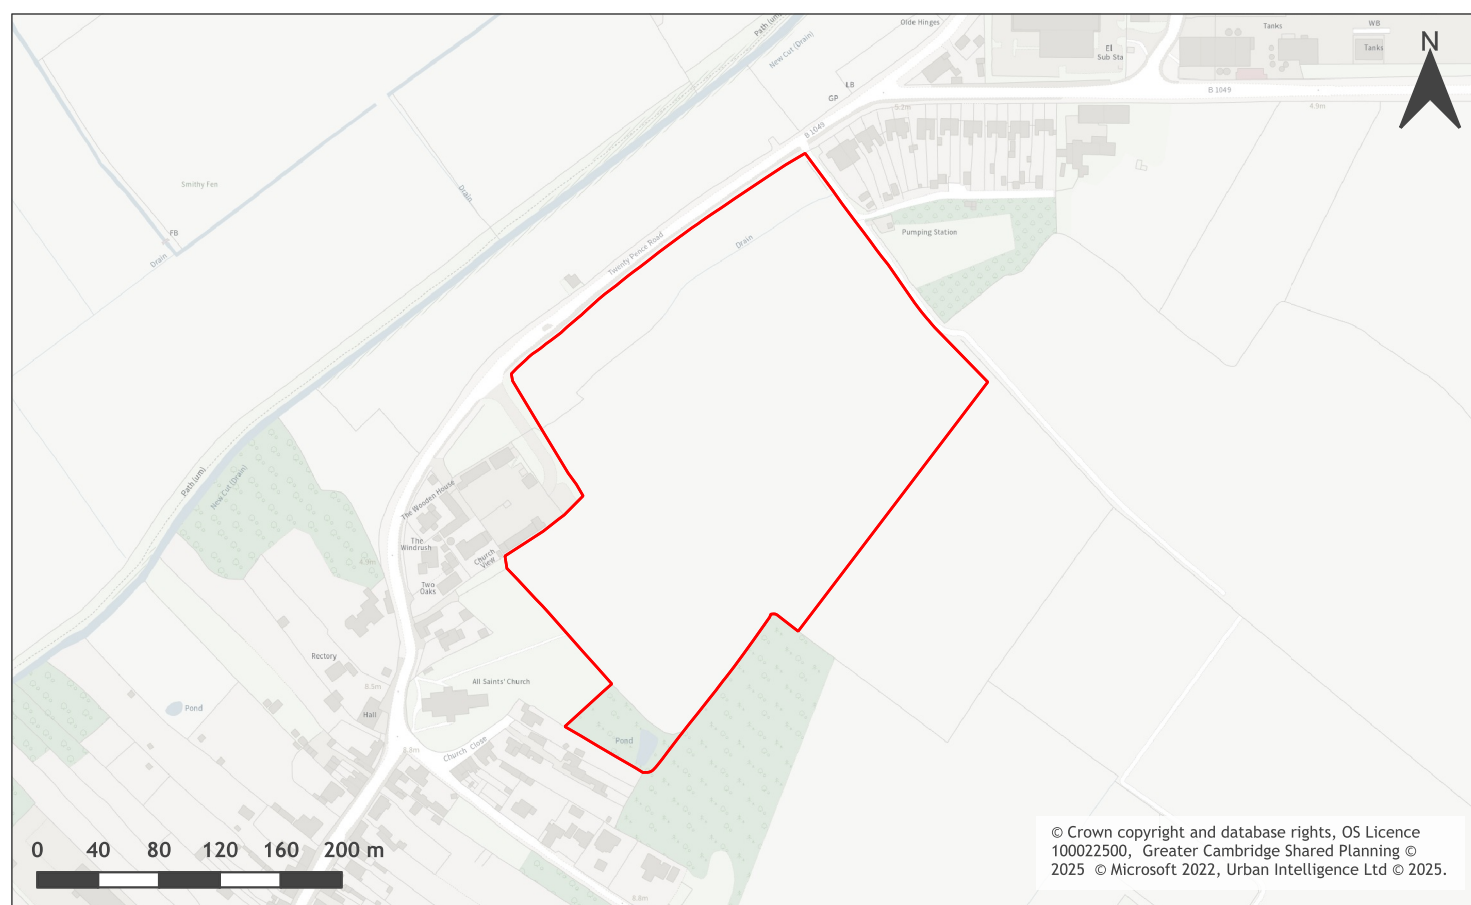 Olde Hinges
Path (um)
New Cut (Drain)
Tanks
WB
El
Sub Sta
Tanks
N
LB
GP
B 1049
5.2m
4.9m
B 1049
Smithy Fen
Drain
FB
Drain
Drain
Pumping Station
Twenty Pence Road
Path (um)
New Cut (Drain)
The Wooden House
The
Windrush
Church
View
4.9m
Two
Oaks
Rectory
All Saints' Church
8.5m
Pond
Hall
Pond
8.8m
Church Close
0 40 80 120 160 200 m
8.8m
© Crown copyright and database rights, OS Licence
100022500, Greater Cambridge Shared Planning ©
2025 © Microsoft 2022, Urban Intelligence Ltd © 2025.